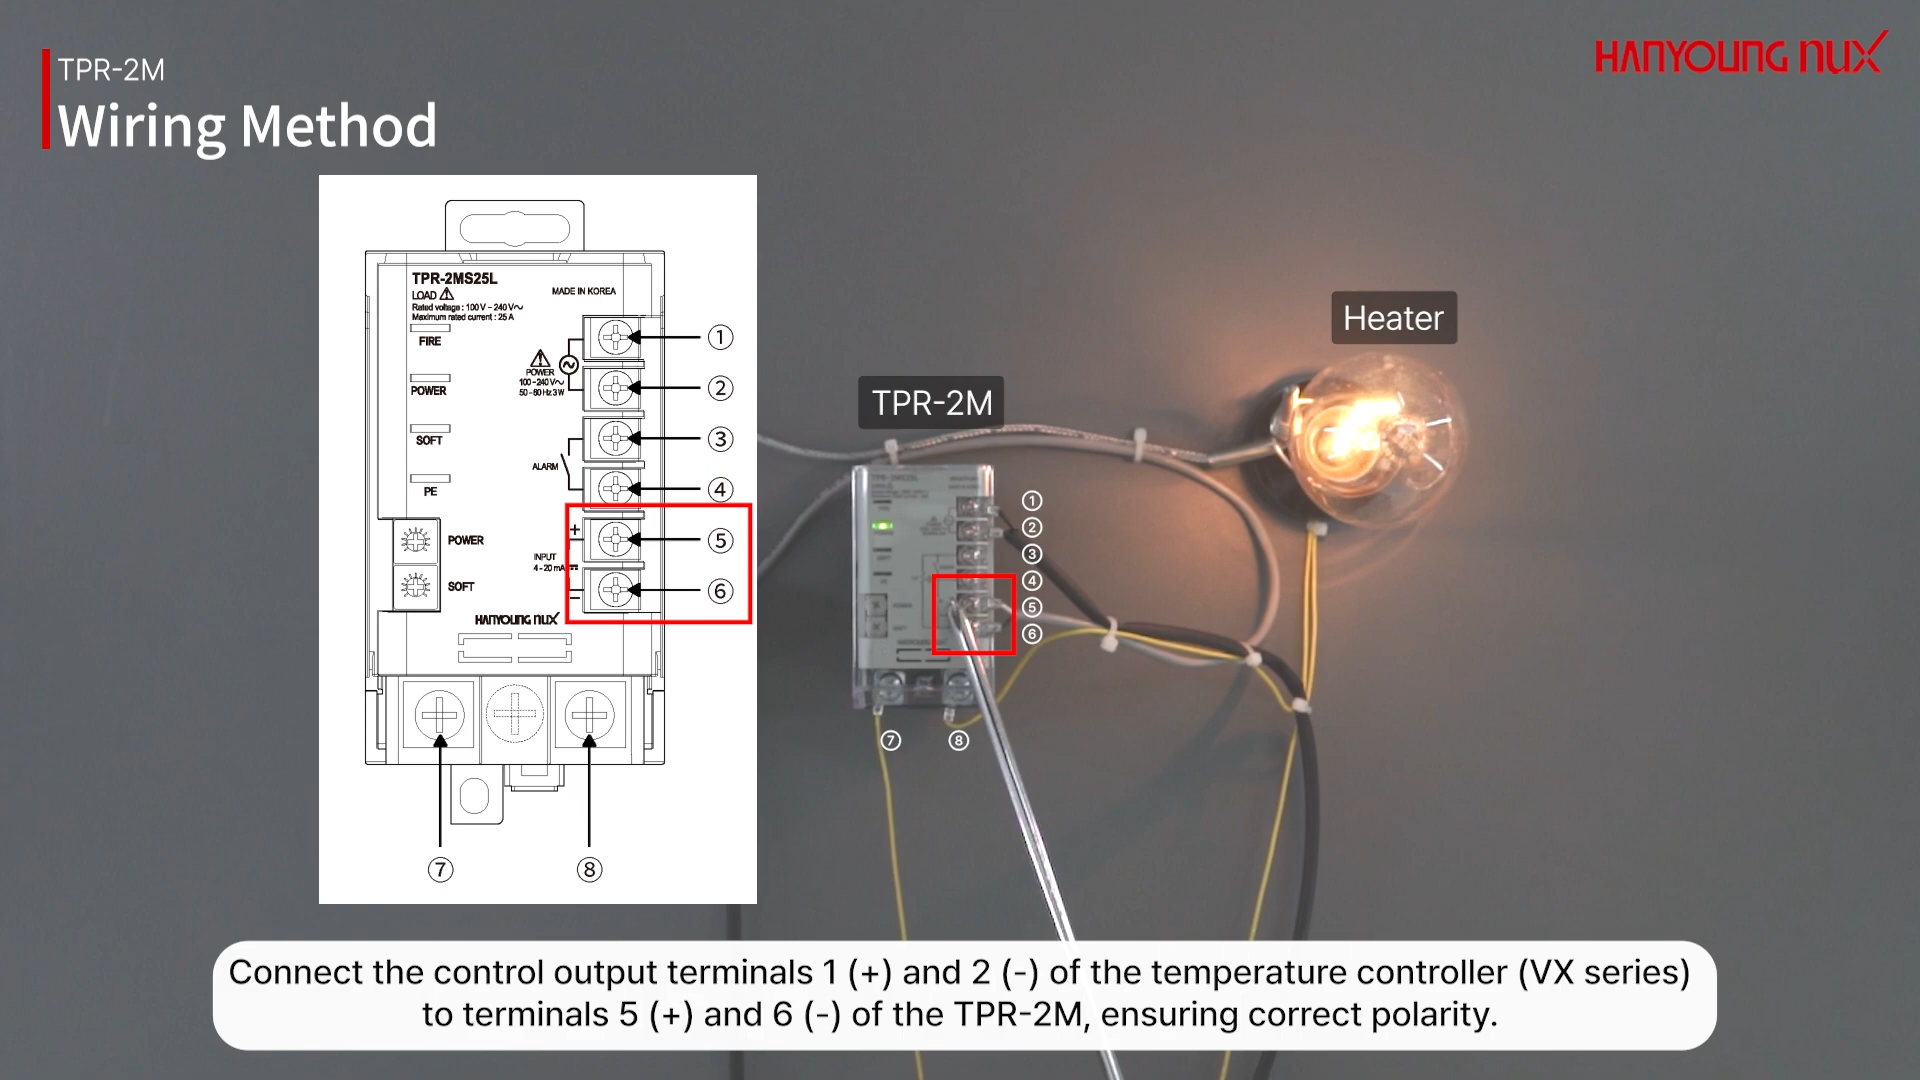 TPR-2M
Wiring Method
HANYOUNG NUX
TPR-2MS25L
LOAD
Rated voltage : 100 V ~ 240 V~
Maximum rated current : 25 A
MADE IN KOREA
FIRE
POWER
SOFT
PE
POWER
100-240 V~
50-60 Hz 3 W
ALARM
+
INPUT
4-20 mA
−
POWER
SOFT
HANYOUNG NUX
①
②
③
④
⑤
⑥
⑦
⑧
TPR-2M
Heater
①
②
③
④
⑤
⑥
⑦
⑧
Connect the control output terminals 1 (+) and 2 (-) of the temperature controller (VX series)
to terminals 5 (+) and 6 (-) of the TPR-2M, ensuring correct polarity.